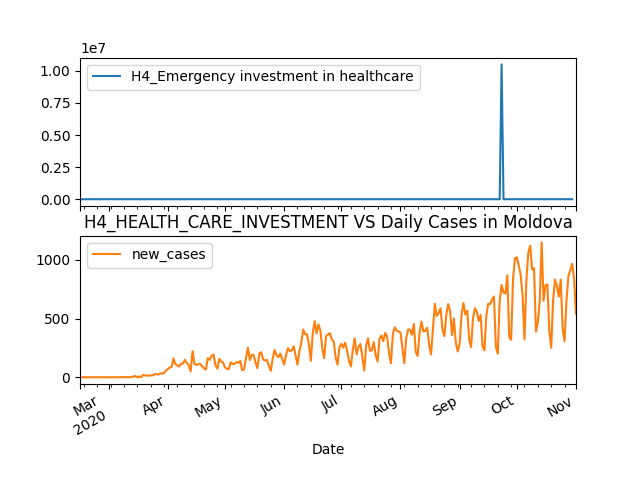 1e7
1.00
0.75
0.50
0.25
0.00
H4_Emergency investment in healthcare
H4_HEALTH_CARE_INVESTMENT VS Daily Cases in Moldova
1000
500
0
new_cases
Mar
2020
Apr
May
Jun
Jul
Aug
Sep
Oct
Nov
Date